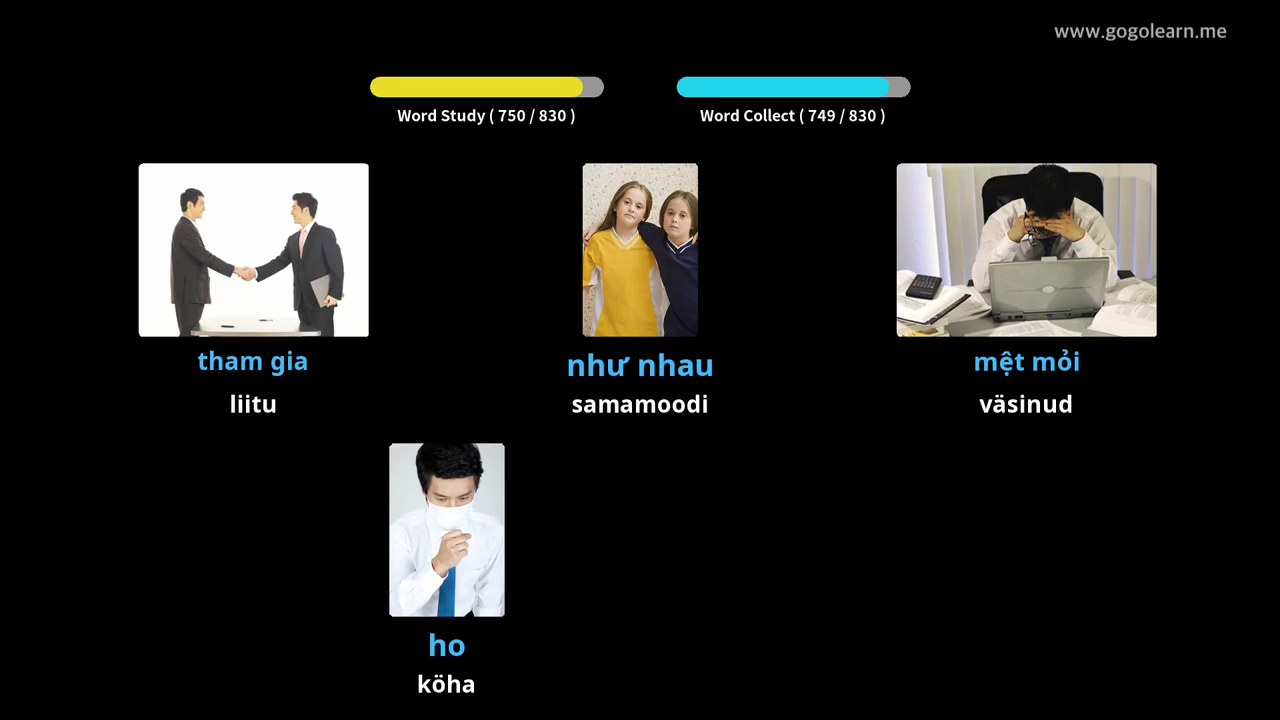 www.gogolearn.me
Word Study ( 750 / 830 )
Word Collect ( 749 / 830 )
tham gia
liitu
như nhau
samamoodi
mệt mỏi
väsinud
ho
köha